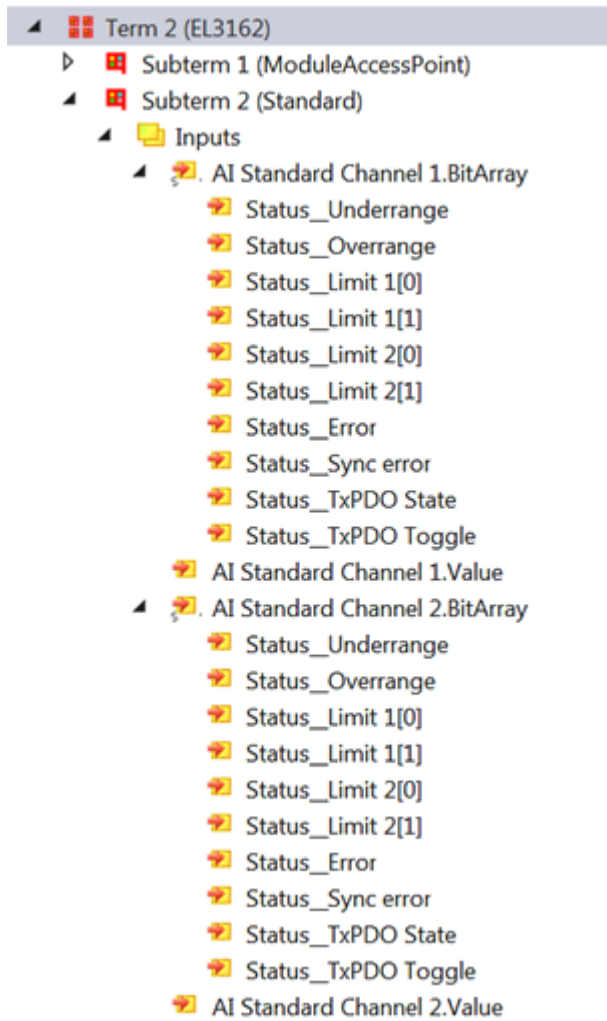 Term 2 (EL3162)
Subterm 1 (ModuleAccessPoint)
Subterm 2 (Standard)
Inputs
AI Standard Channel 1.BitArray
Status__Underrange
Status__Overrange
Status__Limit 1[0]
Status__Limit 1[1]
Status__Limit 2[0]
Status__Limit 2[1]
Status__Error
Status__Sync error
Status__TxPDO State
Status__TxPDO Toggle
AI Standard Channel 1.Value
AI Standard Channel 2.BitArray
Status__Underrange
Status__Overrange
Status__Limit 1[0]
Status__Limit 1[1]
Status__Limit 2[0]
Status__Limit 2[1]
Status__Error
Status__Sync error
Status__TxPDO State
Status__TxPDO Toggle
AI Standard Channel 2.Value